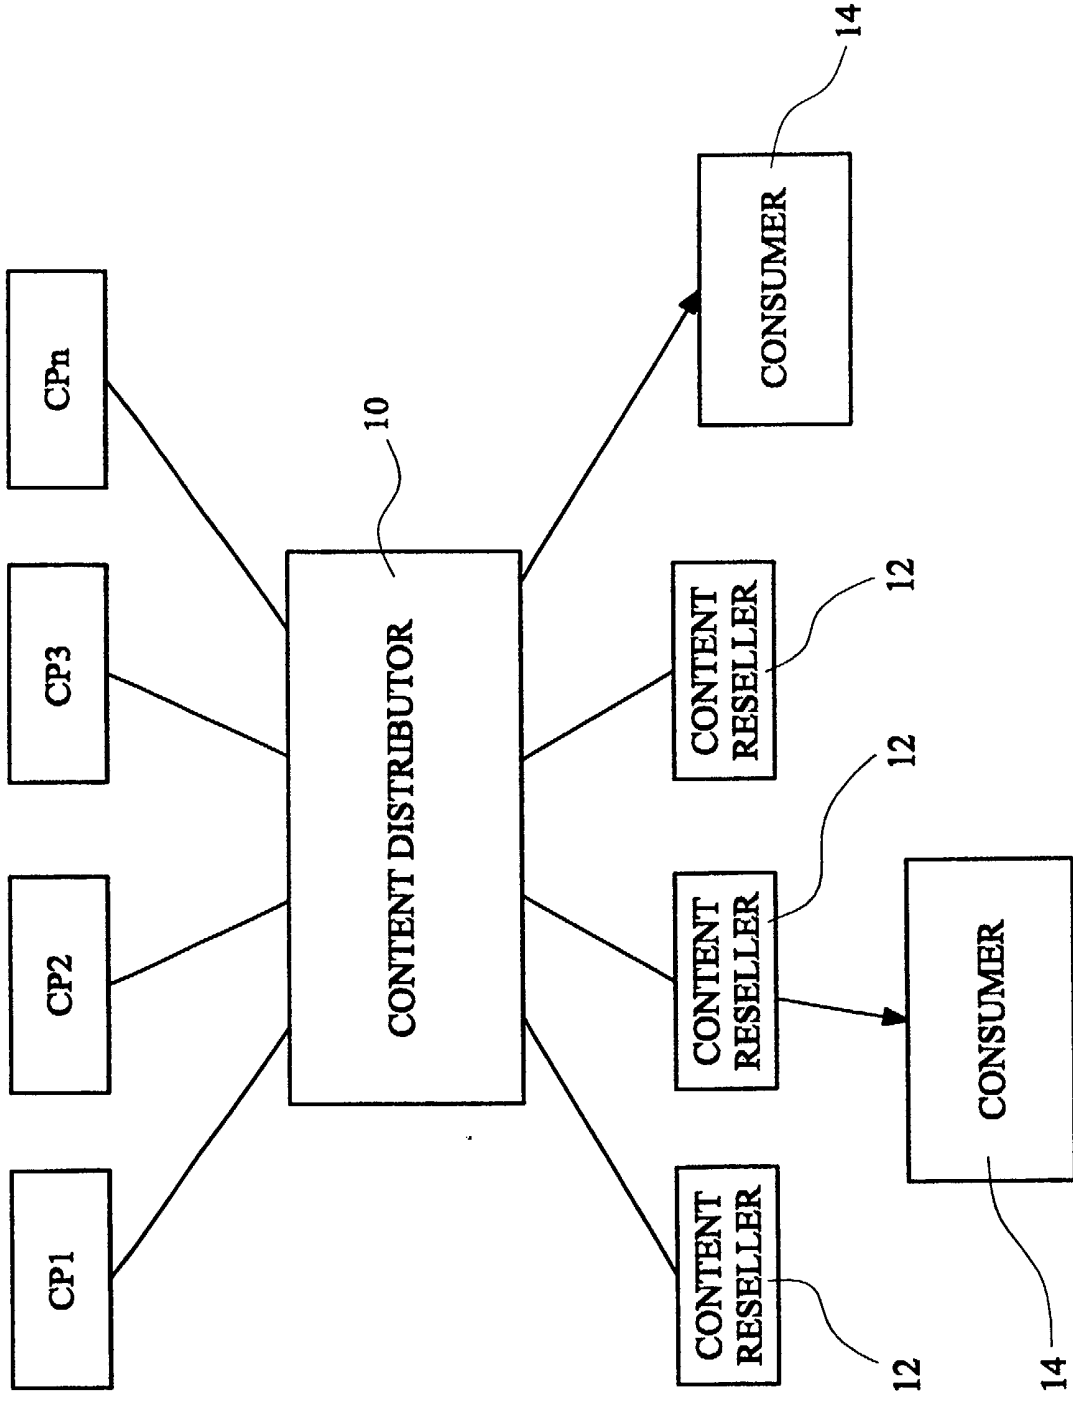 CP1
CP2
CP3
CPn
10
CONTENT DISTRIBUTOR
CONTENT
RESELLER
12
CONTENT
RESELLER
12
CONTENT
RESELLER
12
CONSUMER
14
CONSUMER
14